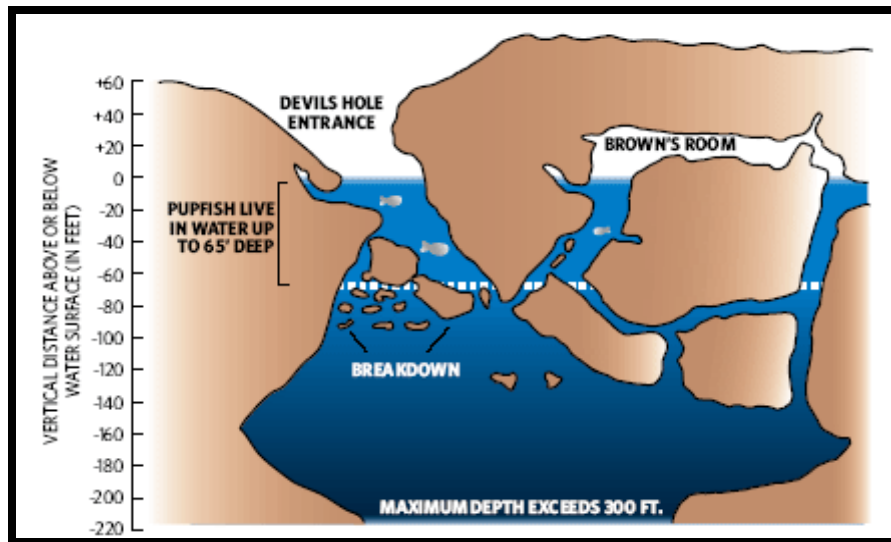 DEVILS HOLE
ENTRANCE
BROWN'S ROOM
PUPFISH LIVE
IN WATER UP
TO 65' DEEP
BREAKDOWN
MAXIMUM DEPTH EXCEEDS 300 FT.
VERTICAL DISTANCE ABOVE OR BELOW
WATER SURFACE (IN FEET)
+60
+40
+20
0
-20
-40
-60
-80
-100
-120
-140
-160
-180
-200
-220